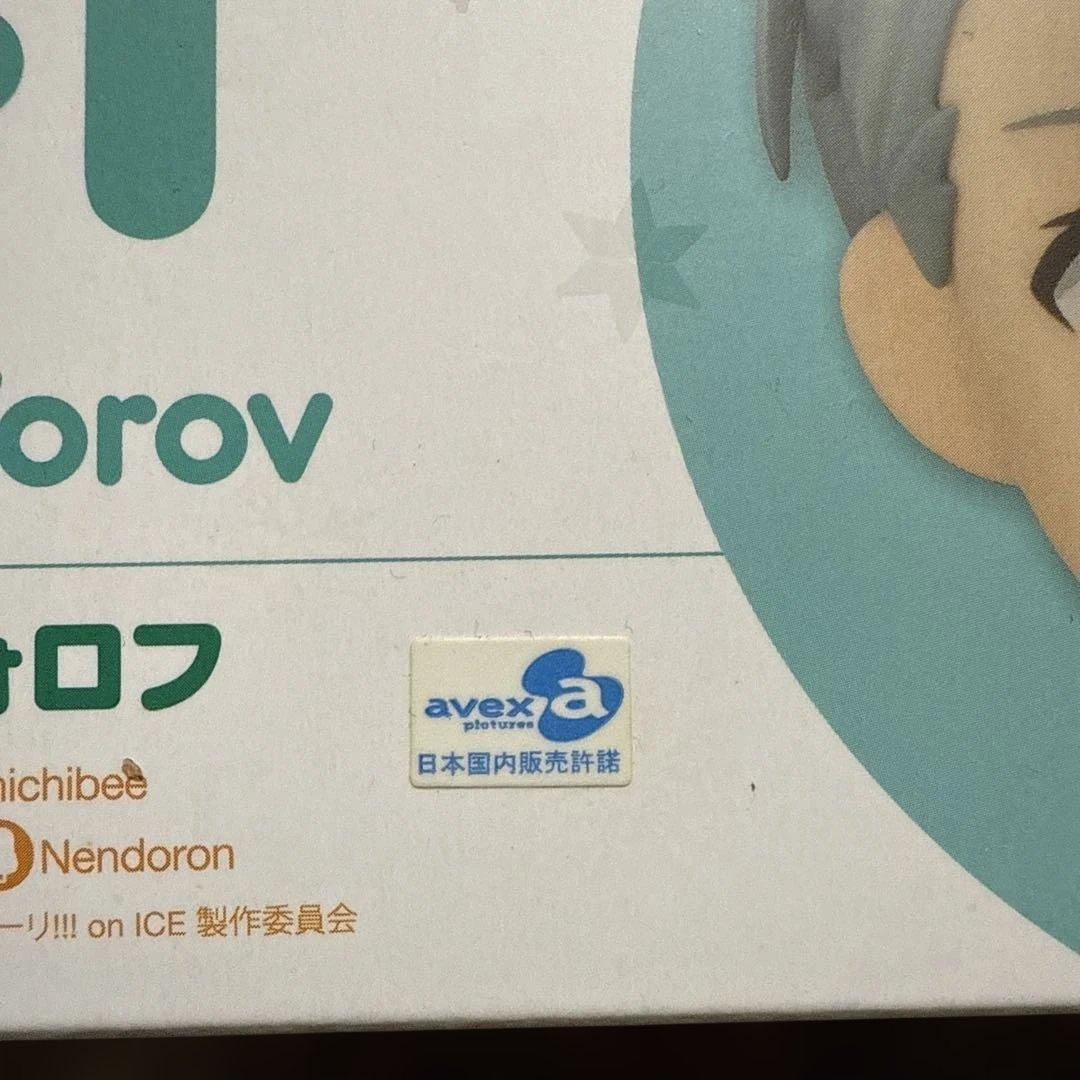 orov
ォロフ
nichibee
Nendoron
ーリ!!! on ICE 製作委員会
avex
pictures
a
日本国内販売許諾